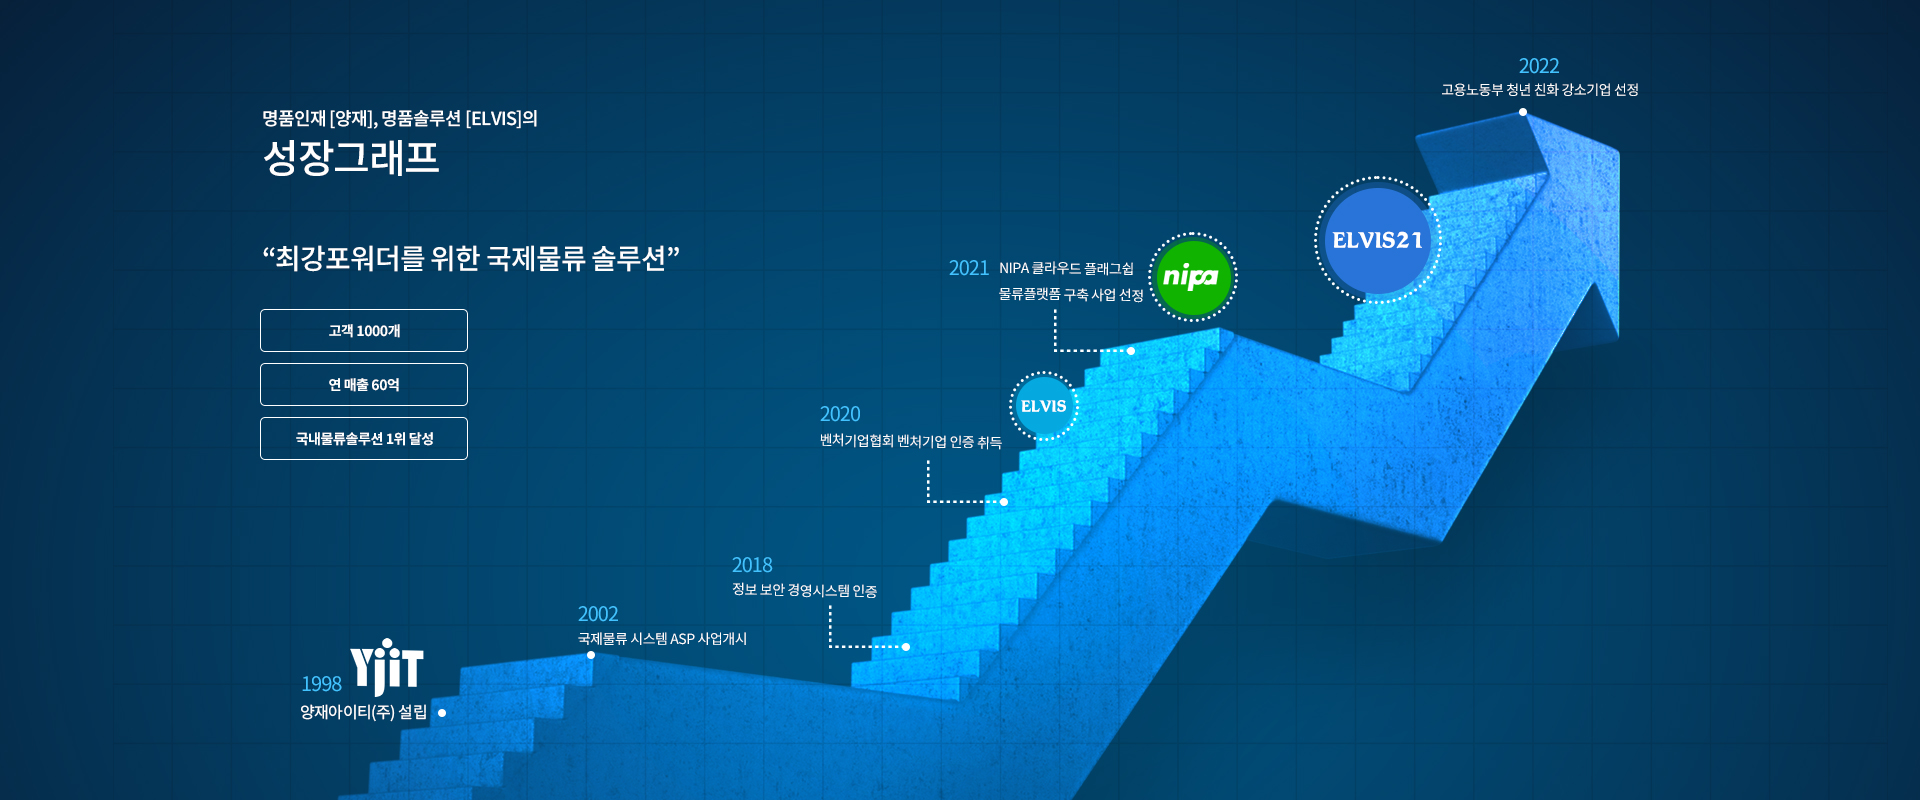 명품인재 [양재], 명품솔루션 [ELVIS]의
성장그래프
“최강포워더를 위한 국제물류 솔루션”
고객 1000개
연 매출 60억
국내물류솔루션 1위 달성
1998
YjiT
양재아이티(주) 설립
2002
국제물류 시스템 ASP 사업개시
2018
정보 보안 경영시스템 인증
2020
벤처기업협회 벤처기업 인증 취득
ELVIS
2021 NIPA 클라우드 플래그쉽
물류플랫폼 구축 사업 선정
nipa
ELVIS21
2022
고용노동부 청년 친화 강소기업 선정